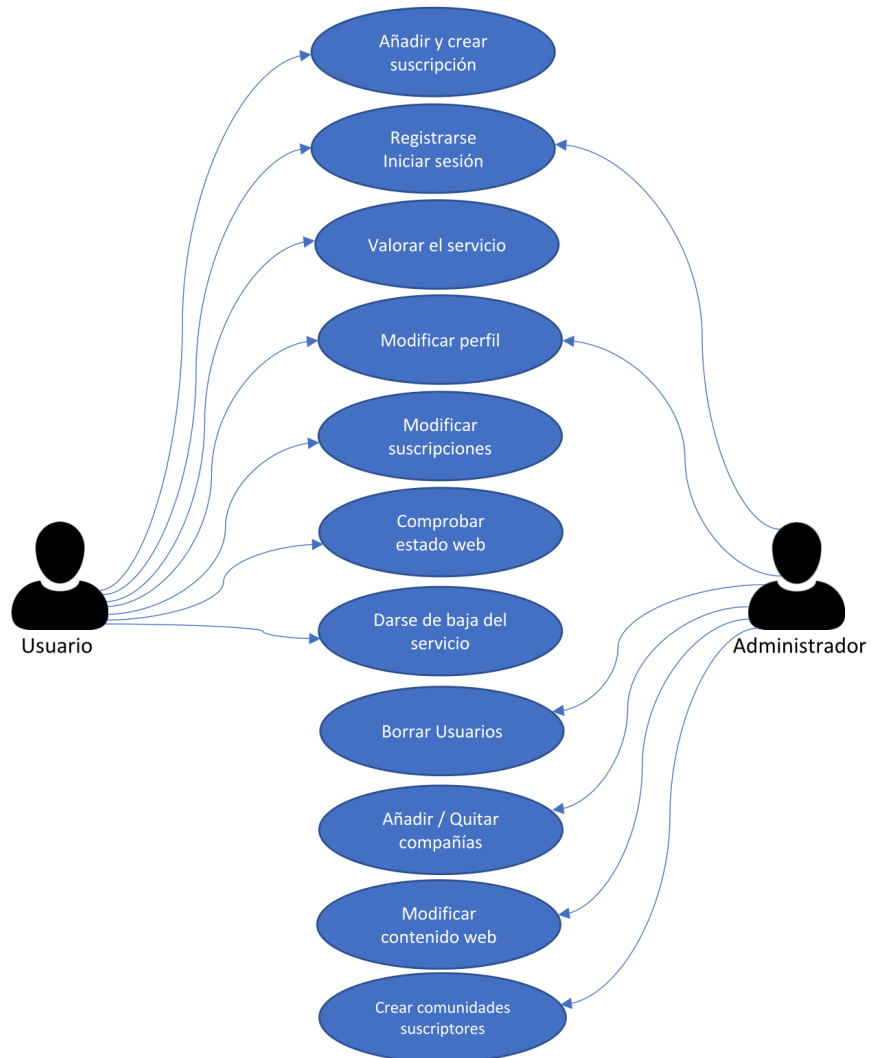 Añadir y crear
suscripción
Registrarse
Iniciar sesión
Valorar el servicio
Modificar perfil
Modificar
suscripciones
Comprobar
estado web
Darse de baja del
servicio
Usuario
Administrador
Borrar Usuarios
Añadir / Quitar
compañías
Modificar
contenido web
Crear comunidades
suscriptores